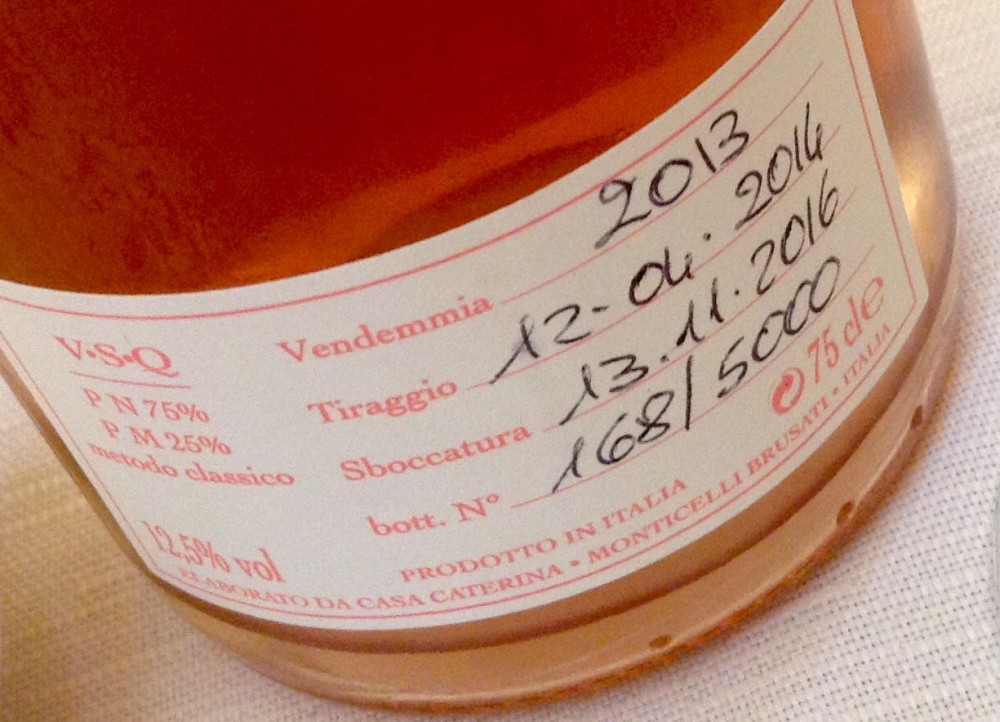 V•S•Q
P N 75%
P M 25%
metodo classico
12,5% vol
Vendemmia 2013
Tiraggio 12-04.2014
Sboccatura 13.11.2016
bott. N° 168/5000
75 cl e
PRODOTTO IN ITALIA
ELABORATO DA CASA CATERINA • MONTICELLI BRUSATI • ITALIA